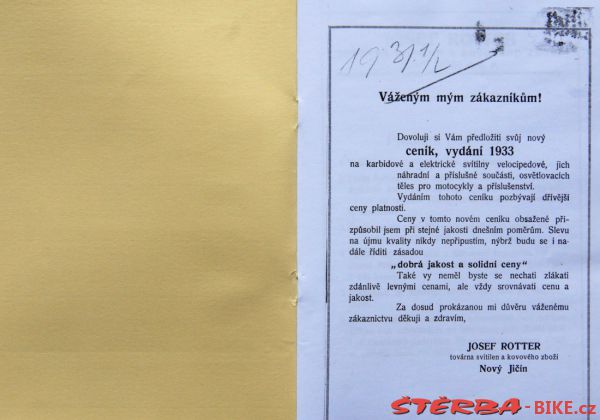 19 31 1/2
Váženým mým zákazníkům!
Dovoluji si Vám předložiti svůj nový
ceník, vydání 1933
na karbidové a elektrické svítilny velocipedové, jich
náhradní a příslušné součásti, osvětlovacích
těles pro motocykly a příslušenství.
Vydáním tohoto ceníku pozbývají dřívější
ceny platnosti.
Ceny v tomto novém ceníku obsažené při-
způsobil jsem při stejné jakosti dnešním poměrům. Slevu
na újmu kvality nikdy nepřipustím, nýbrž budu se i na-
dále říditi zásadou
„dobrá jakost a solidní ceny“
Také vy neměl byste se nechati zlákati
zdánlivě levnými cenami, ale vždy srovnávati cenu a
jakost.
Za dosud prokázanou mi důvěru váženému
zákaznictvu děkuji a zdravím,
JOSEF ROTTER
továrna svítilen a kovového zboží
Nový Jičín
ŠTĚRBA-BIKE.cz